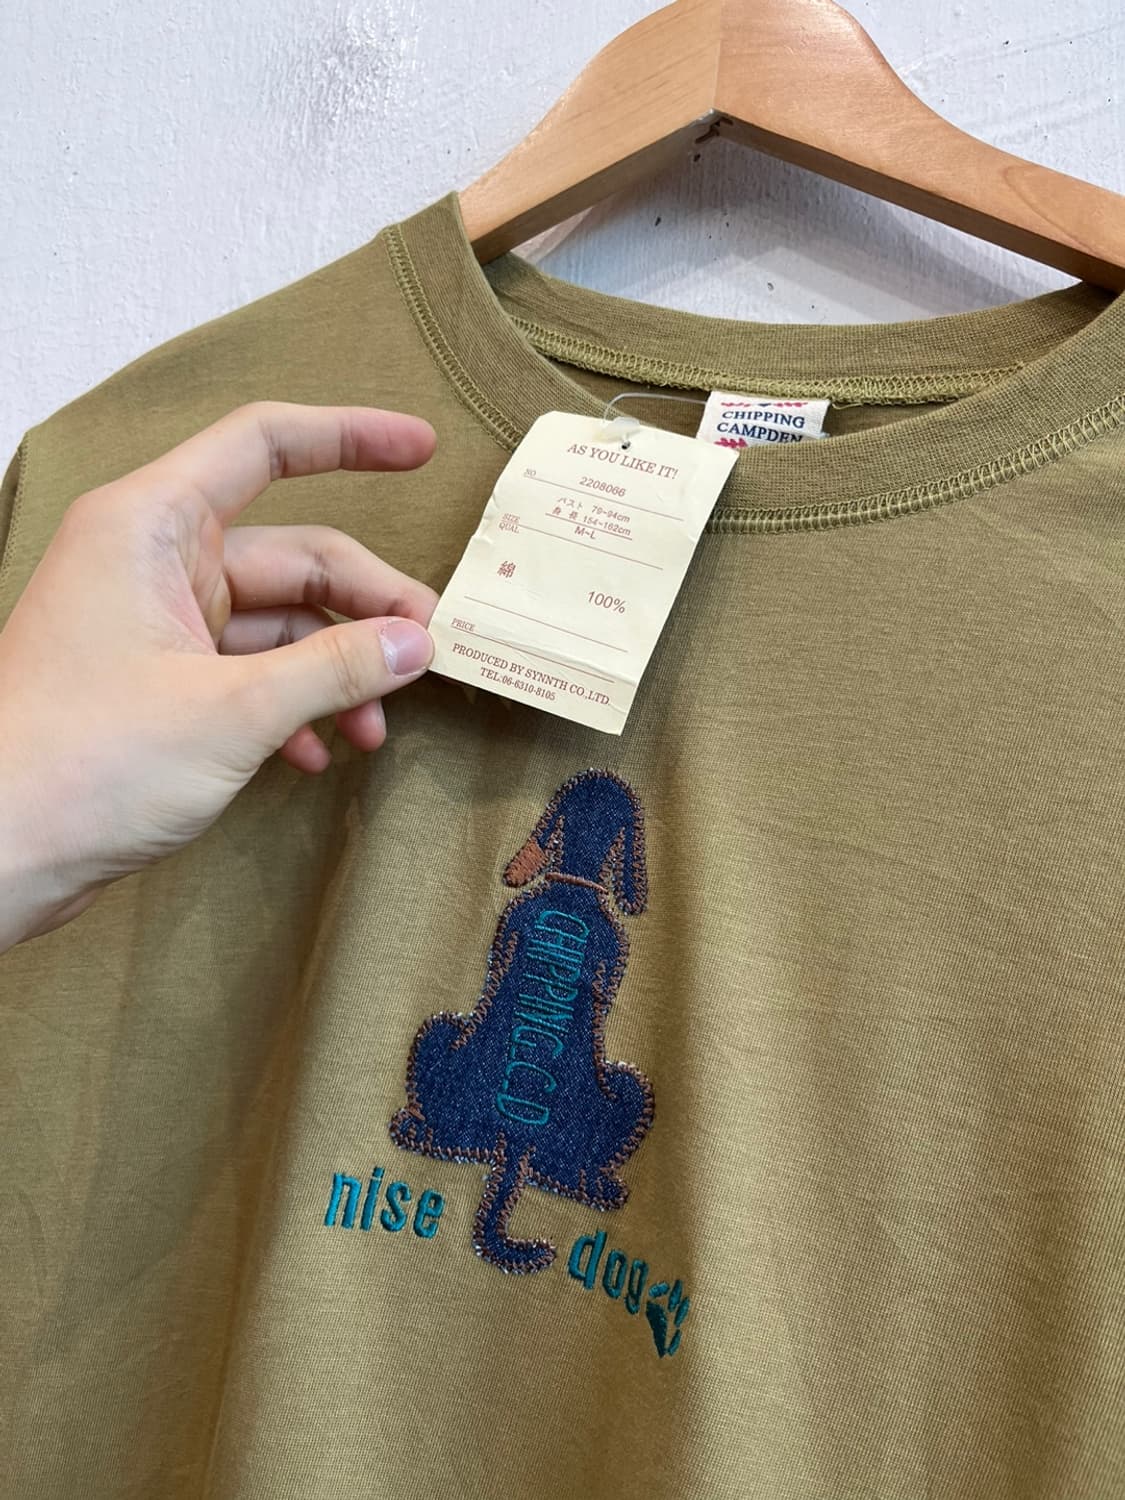 CHIPPING
CAMPDEN
AS YOU LIKE IT!
NO 2208066
バスト 79~94cm
身 長 154~162cm
SIZE M~L
QUAL
綿
100%
PRICE
PRODUCED BY SYNNTH CO.,LTD.
TEL:06-6310-8105
CHIPPING.C.D
nise dog